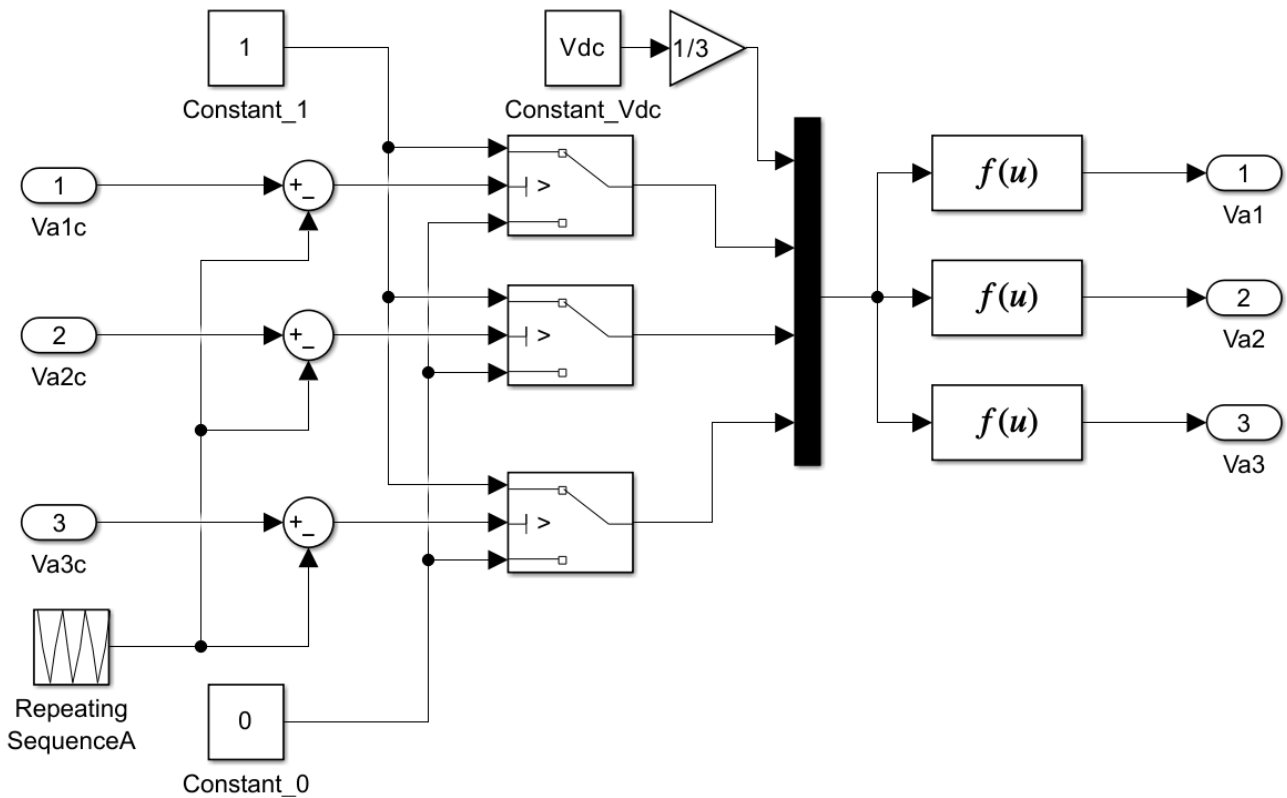 1
Constant_1
Vdc
Constant_Vdc
1/3
1
Va1c
+
−
>
f(u)
1
Va1
2
Va2c
+
−
>
f(u)
2
Va2
3
Va3c
+
−
>
f(u)
3
Va3
Repeating
SequenceA
0
Constant_0